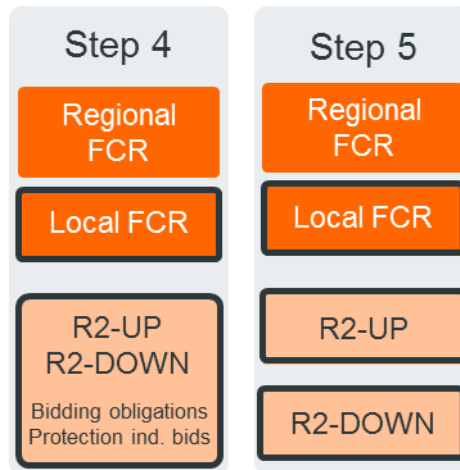 Step 4
Regional
FCR
Local FCR
R2-UP
R2-DOWN
Bidding obligations
Protection ind. bids
Step 5
Regional
FCR
Local FCR
R2-UP
R2-DOWN